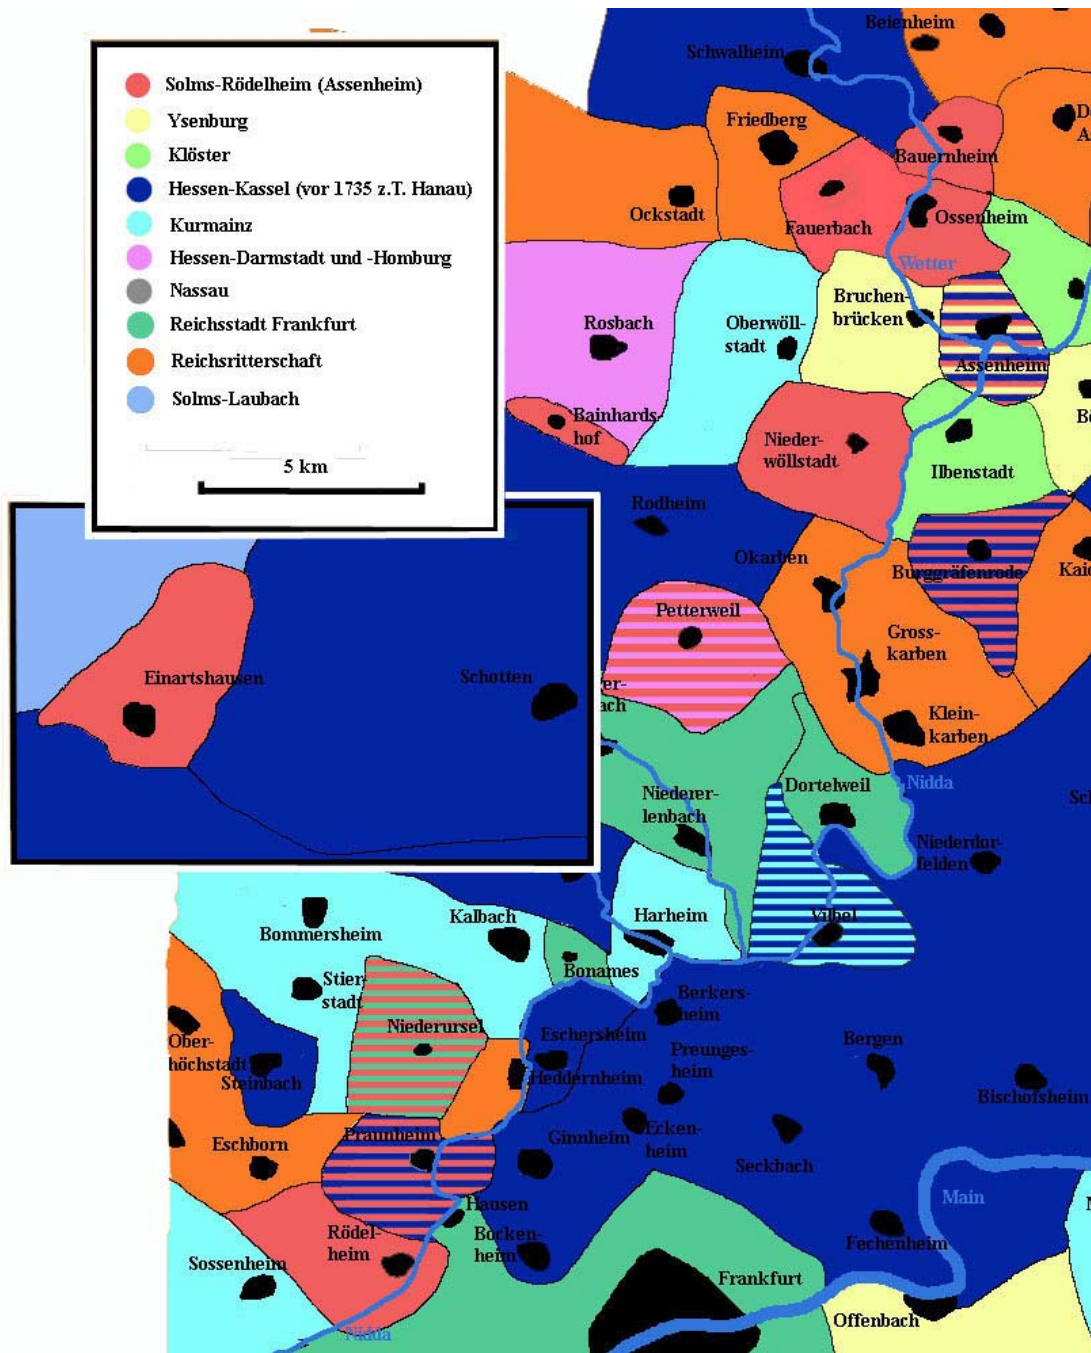 Solms-Rödelheim (Assenheim)
Ysenburg
Klöster
Hessen-Kassel (vor 1735 z.T. Hanau)
Kurmainz
Hessen-Darmstadt und -Homburg
Nassau
Reichsstadt Frankfurt
Reichsritterschaft
Solms-Laubach
5 km
Beienheim
Schwalheim
Friedberg
Bauernheim
Ockstadt
Fauerbach
Ossenheim
Wetter
Bruchen-
brücken
Rosbach
Oberwöll-
stadt
Assenheim
Bainhards-
hof
Nieder-
wöllstadt
Ilbenstadt
Rodheim
Okarben
Burggräfenrode
Petterweil
Gross-
karben
Einartshausen
Schotten
Klein-
karben
Dortelweil
Nidda
Niederer-
lenbach
Niederdor-
felden
Kalbach
Harheim
Vilbel
Bommersheim
Bonames
Stier-
stadt
Niederursel
Berkers-
heim
Eschersheim
Ober-
höchstadt
Steinbach
Heddernheim
Preunges-
heim
Bergen
Bischofsheim
Eschborn
Praunheim
Ginnheim
Ecken-
heim
Seckbach
Main
Hausen
Rödel-
heim
Bocken-
heim
Fechenheim
Sossenheim
Frankfurt
Offenbach
Nidda